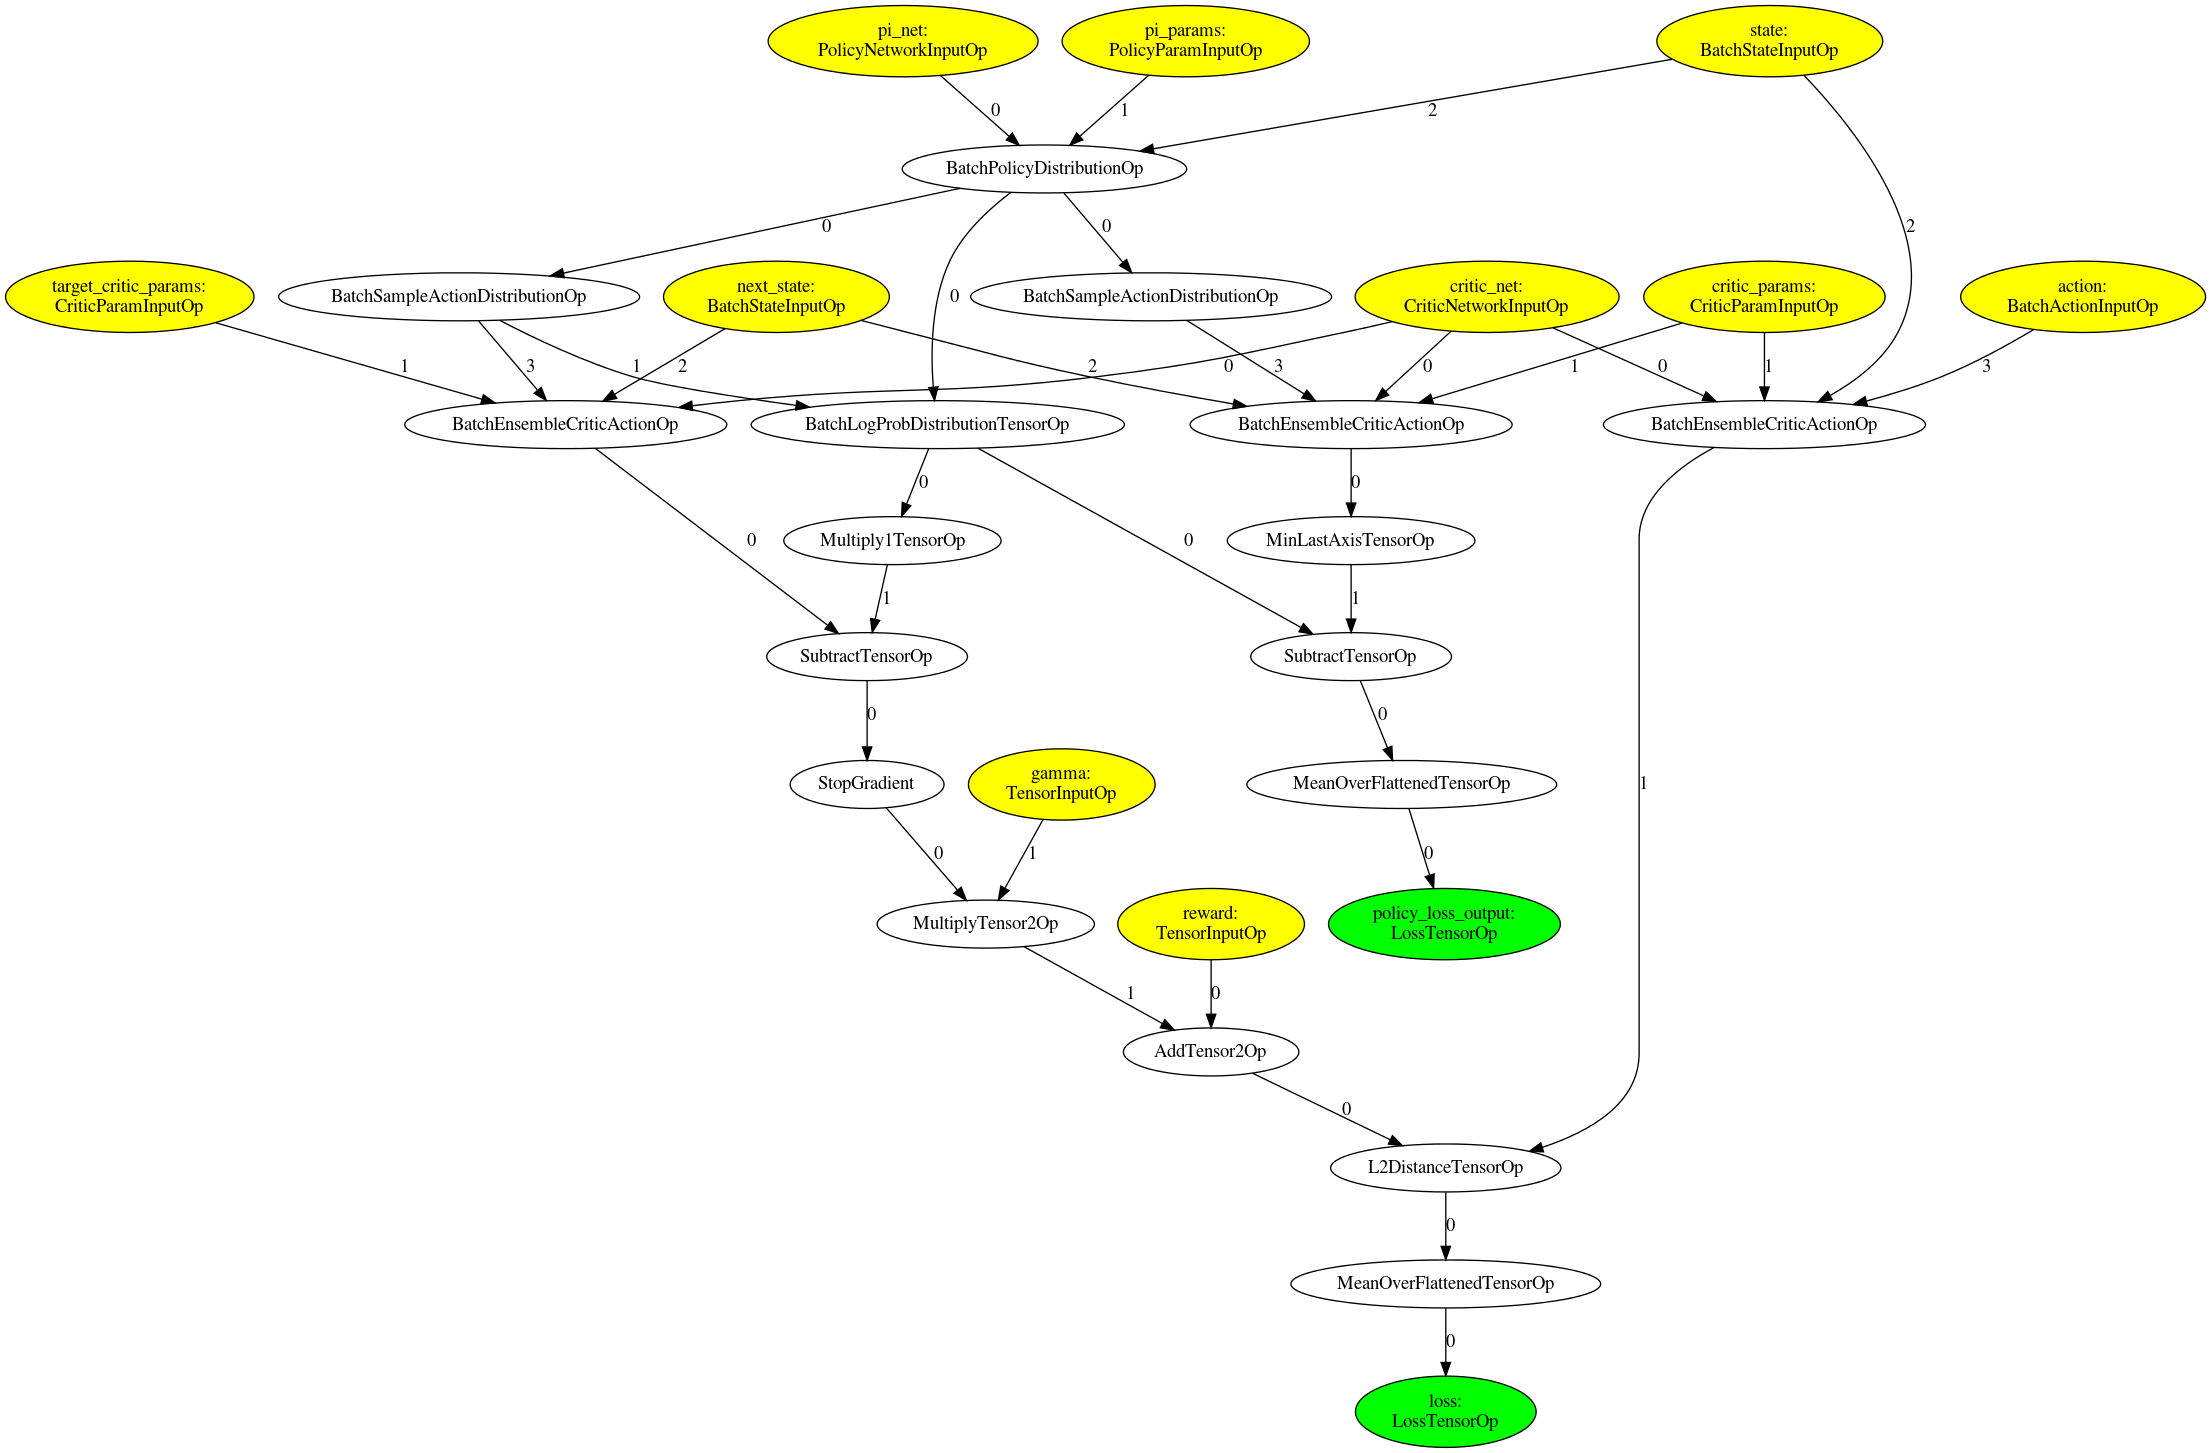 pi_net:
PolicyNetworkInputOp
pi_params:
PolicyParamInputOp
state:
BatchStateInputOp
0
1
2
BatchPolicyDistributionOp
0
0
2
target_critic_params:
CriticParamInputOp
BatchSampleActionDistributionOp
next_state:
BatchStateInputOp
0
BatchSampleActionDistributionOp
critic_net:
CriticNetworkInputOp
critic_params:
CriticParamInputOp
action:
BatchActionInputOp
1
3
1
2
2
0
3
0
1
0
1
3
BatchEnsembleCriticActionOp
BatchLogProbDistributionTensorOp
BatchEnsembleCriticActionOp
BatchEnsembleCriticActionOp
0
0
0
Multiply1TensorOp
0
MinLastAxisTensorOp
1
1
SubtractTensorOp
SubtractTensorOp
0
0
StopGradient
gamma:
TensorInputOp
MeanOverFlattenedTensorOp
1
0
1
0
MultiplyTensor2Op
reward:
TensorInputOp
policy_loss_output:
LossTensorOp
1
0
AddTensor2Op
0
L2DistanceTensorOp
0
MeanOverFlattenedTensorOp
0
loss:
LossTensorOp